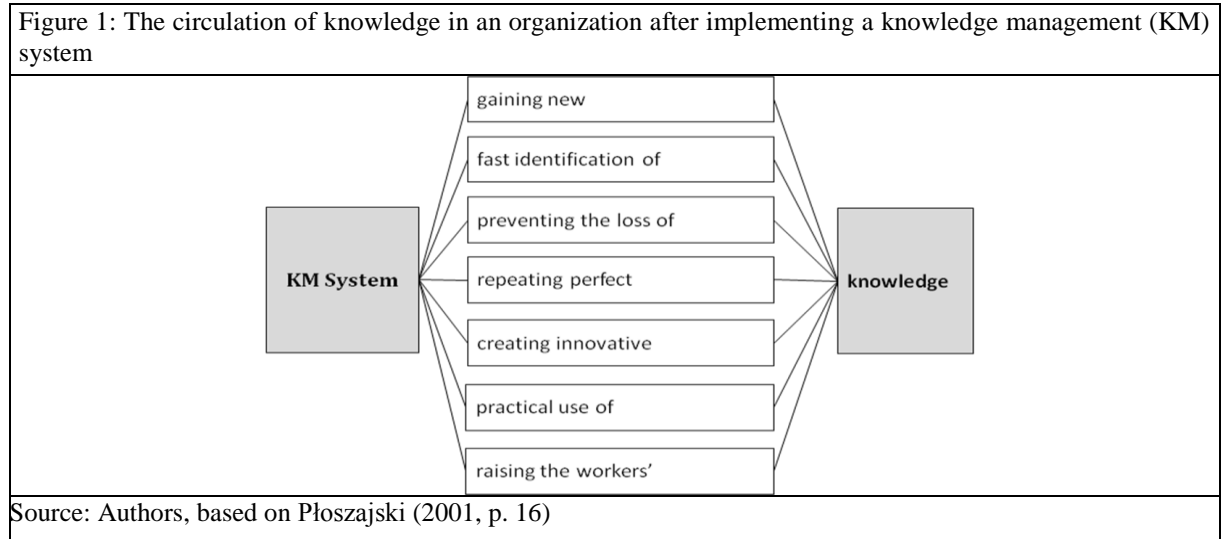 Figure 1: The circulation of knowledge in an organization after implementing a knowledge management (KM)
system
gaining new
fast identification of
preventing the loss of
KM System
repeating perfect
knowledge
creating innovative
practical use of
raising the workers’
Source: Authors, based on Płoszajski (2001, p. 16)